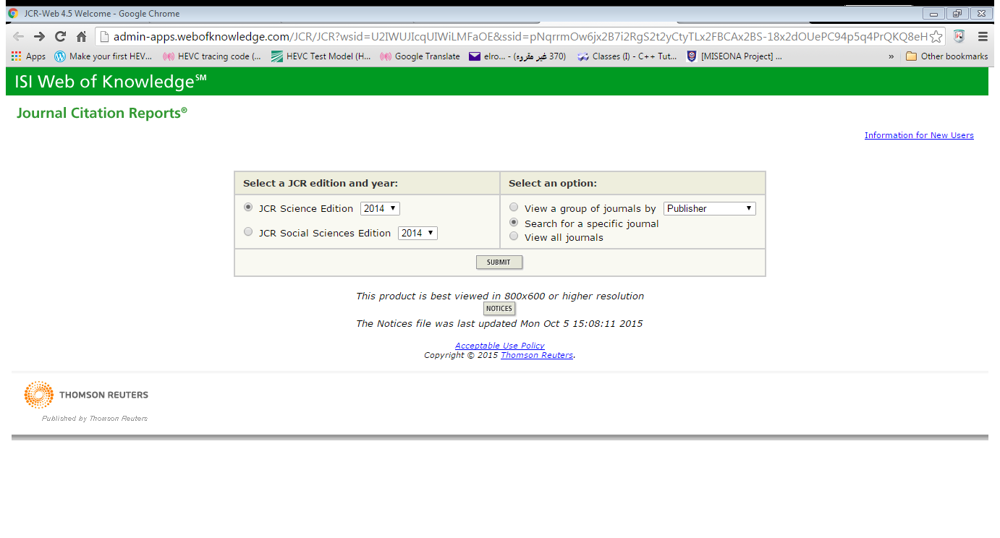 JCR-Web 4.5 Welcome - Google Chrome
admin-apps.webofknowledge.com/JCR/JCR?wsid=U2IWUJIcqUIWiLMFaOE&ssid=pNqrrmOw6jx2B7i2RgS2t2yCtyTLx2FBCAx2BS-18x2dOUePC94p5q4PrQKQ8eH
Apps Make your first HEV... HEVC tracing code (... HEVC Test Model (H... Google Translate elro... - (370 غير مقروء) Classes (I) - C++ Tut... [MISEONA Project] ... » Other bookmarks
ISI Web of Knowledge℠
Journal Citation Reports®
Information for New Users
Select a JCR edition and year: Select an option:
JCR Science Edition 2014 View a group of journals by Publisher
Search for a specific journal
JCR Social Sciences Edition 2014 View all journals
SUBMIT
This product is best viewed in 800x600 or higher resolution
NOTICES
The Notices file was last updated Mon Oct 5 15:08:11 2015
Acceptable Use Policy
Copyright © 2015 Thomson Reuters.
THOMSON REUTERS
Published by Thomson Reuters